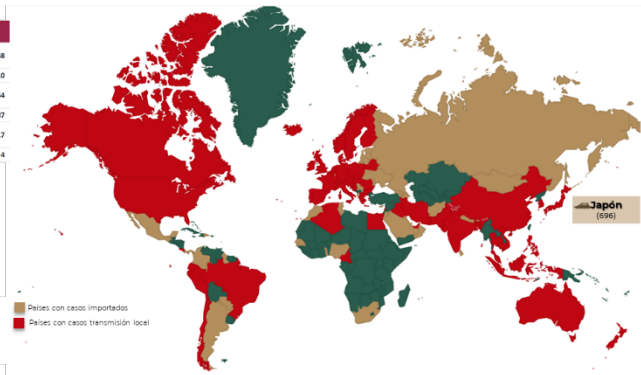 Japón
(696)
Países con casos importados
Países con casos transmisión local